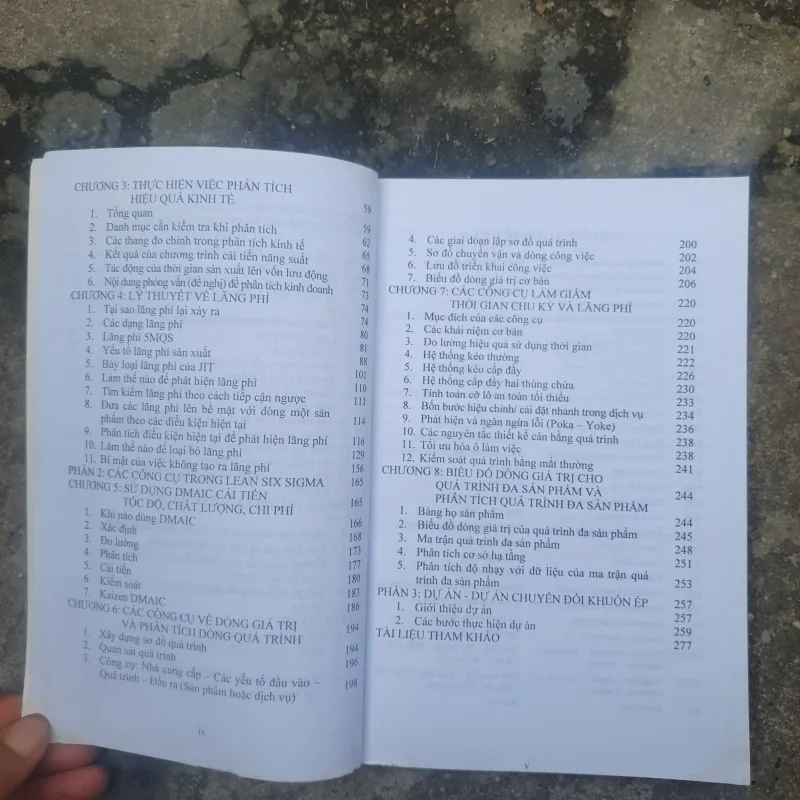 CHƯƠNG 3: THỰC HIỆN VIỆC PHÂN TÍCH
HIỆU QUẢ KINH TẾ 59
1. Tổng quan 59
2. Danh mục cần kiểm tra khi phân tích 62
3. Các thang đo chính trong phân tích kinh tế 65
4. Kết quả của chương trình cải tiến năng suất 68
5. Tác động của thời gian sản xuất lên vốn lưu động 71
6. Nội dung phỏng vấn (đề nghị) để phân tích kinh doanh 73
CHƯƠNG 4: LÝ THUYẾT VỀ LÃNG PHÍ 74
1. Tại sao lãng phí lại xảy ra 74
2. Các dạng lãng phí 80
3. Lãng phí 5MQS 81
4. Yếu tố lãng phí sản xuất 88
5. Bảy loại lãng phí của JIT 101
6. Làm thế nào để phát hiện lãng phí 110
7. Tìm kiếm lãng phí theo cách tiếp cận ngược 111
8. Đưa các lãng phí lên bề mặt với dòng một sản
phẩm theo các điều kiện hiện tại 114
9. Phân tích điều kiện hiện tại để phát hiện lãng phí 116
10. Làm thế nào để loại bỏ lãng phí 129
11. Bí mật của việc không tạo ra lãng phí 156
PHẦN 2: CÁC CÔNG CỤ TRONG LEAN SIX SIGMA 165
CHƯƠNG 5: SỬ DỤNG DMAIC CẢI TIẾN
TỐC ĐỘ, CHẤT LƯỢNG, CHI PHÍ 165
1. Khi nào dùng DMAIC 166
2. Xác định 168
3. Đo lường 173
4. Phân tích 177
5. Cải tiến 180
6. Kiểm soát 183
7. Kaizen DMAIC 186
CHƯƠNG 6: CÁC CÔNG CỤ VỀ DÒNG GIÁ TRỊ
VÀ PHÂN TÍCH DÒNG QUÁ TRÌNH 194
1. Xây dựng sơ đồ quá trình 194
2. Quan sát quá trình 196
3. Công cụ: Nhà cung cấp – Các yếu tố đầu vào –
Quá trình – Đầu ra (Sản phẩm hoặc dịch vụ) 198
iv
4. Các giai đoạn lập sơ đồ quá trình 200
5. Sơ đồ chuyển vận và dòng công việc 202
6. Lưu đồ triển khai công việc 204
7. Biểu đồ dòng giá trị cơ bản 206
CHƯƠNG 7: CÁC CÔNG CỤ LÀM GIẢM
THỜI GIAN CHU KỲ VÀ LÃNG PHÍ 220
1. Mục đích của các công cụ 220
2. Các khái niệm cơ bản 220
3. Đo lường hiệu quả sử dụng thời gian 221
4. Hệ thống kéo thường 222
5. Hệ thống kéo cấp đầy 226
6. Hệ thống cấp đầy hai thùng chứa 230
7. Tính toán cỡ lô an toàn tối thiểu 233
8. Bốn bước hiệu chỉnh/ cài đặt nhanh trong dịch vụ 234
9. Phát hiện và ngăn ngừa lỗi (Poka – Yoke) 236
10. Các nguyên tắc thiết kế cân bằng quá trình 238
11. Tối ưu hóa ô làm việc 238
12. Kiểm soát quá trình bằng mắt thường 241
CHƯƠNG 8: BIỂU ĐỒ DÒNG GIÁ TRỊ CHO
QUÁ TRÌNH ĐA SẢN PHẨM VÀ
PHÂN TÍCH QUÁ TRÌNH ĐA SẢN PHẨM 244
1. Bảng họ sản phẩm 244
2. Biểu đồ dòng giá trị của quá trình đa sản phẩm 245
3. Ma trận quá trình đa sản phẩm 248
4. Phân tích cơ sở hạ tầng 251
5. Phân tích độ nhạy với dữ liệu của ma trận quá
trình đa sản phẩm 253
PHẦN 3: DỰ ÁN - DỰ ÁN CHUYỂN ĐỔI KHUÔN ÉP 257
1. Giới thiệu dự án 257
2. Các bước thực hiện dự án 259
TÀI LIỆU THAM KHẢO 277
v